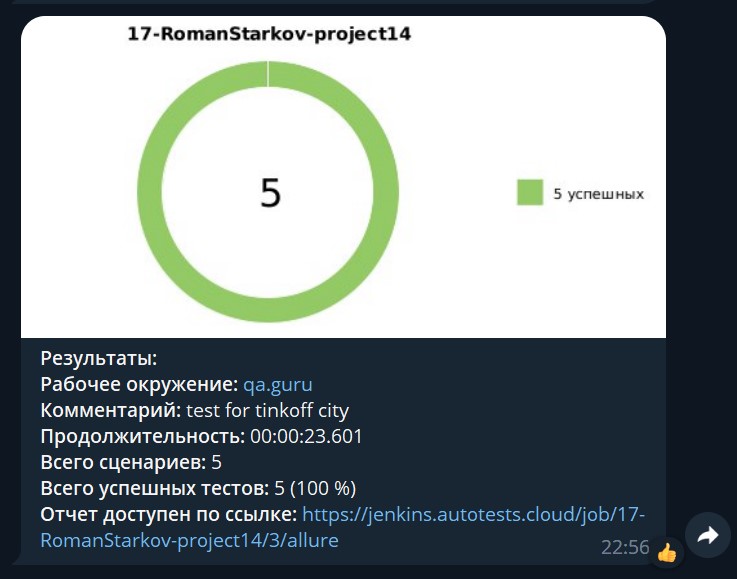 17-RomanStarkov-project14
5
5 успешных
Результаты:
Рабочее окружение: qa.guru
Комментарий: test for tinkoff city
Продолжительность: 00:00:23.601
Всего сценариев: 5
Всего успешных тестов: 5 (100 %)
Отчет доступен по ссылке: https://jenkins.autotests.cloud/job/17-
RomanStarkov-project14/3/allure
22:56